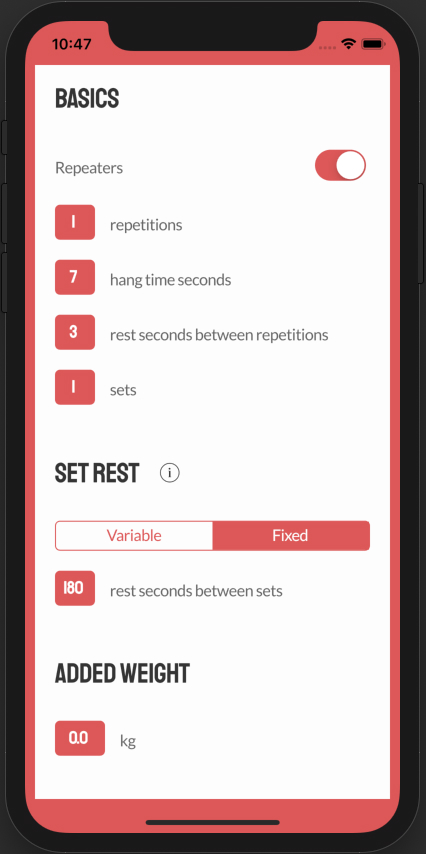 10:47
BASICS
Repeaters
1 repetitions
7 hang time seconds
3 rest seconds between repetitions
1 sets
SET REST i
Variable Fixed
180 rest seconds between sets
ADDED WEIGHT
0.0 kg